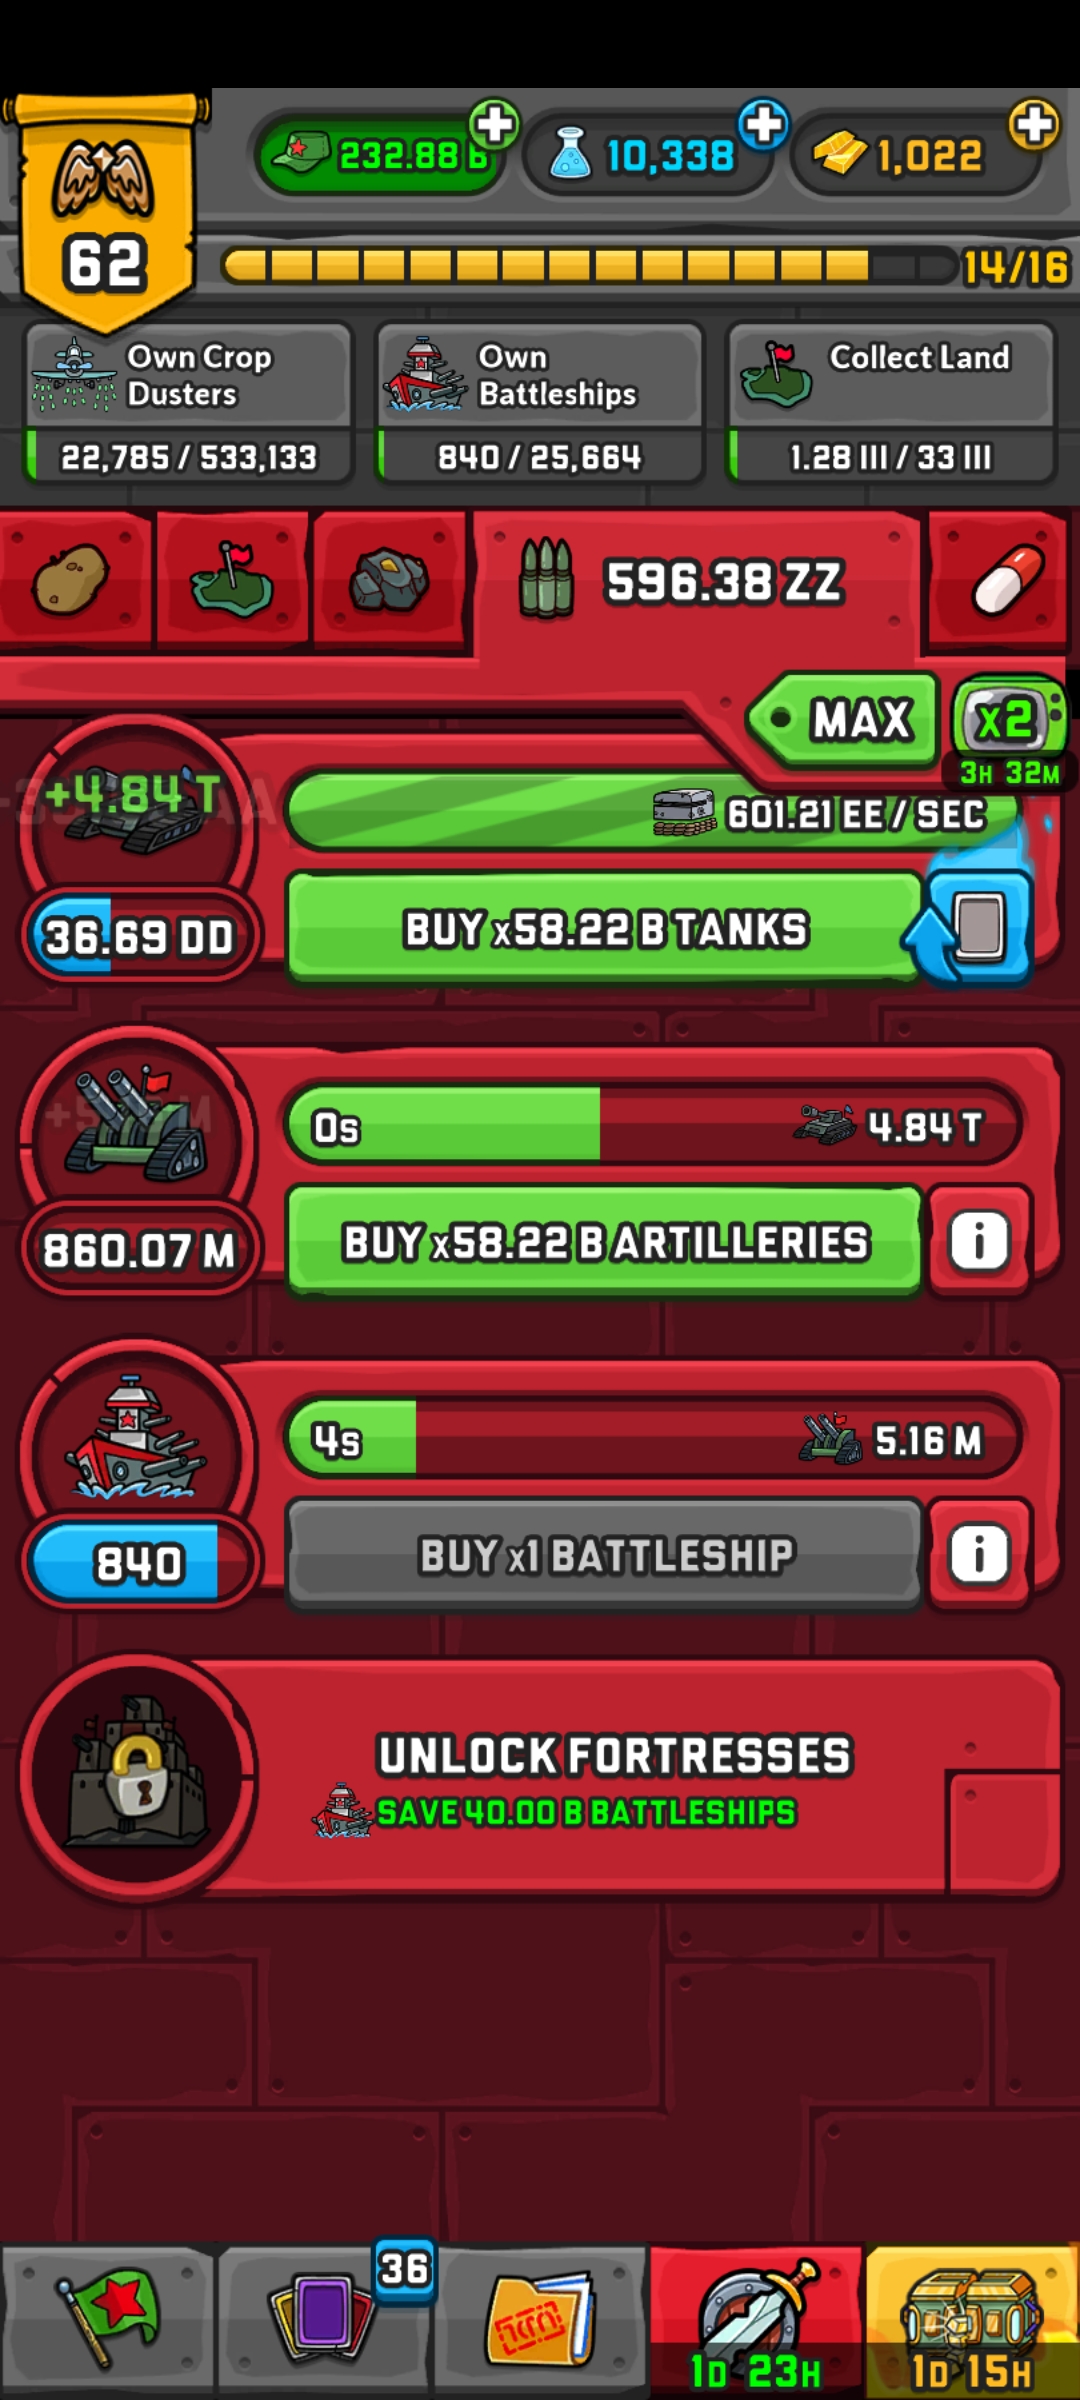 232.88 B
10,338
1,022
62
14/16
Own Crop
Dusters
22,785 / 533,133
Own
Battleships
840 / 25,664
Collect Land
1.28 III / 33 III
596.38 ZZ
MAX
X2
3H 32M
+4.84 T
601.21 EE / SEC
36.69 DD
BUY x58.22 B TANKS
0s
4.84 T
860.07 M
BUY x58.22 B ARTILLERIES
i
4s
5.16 M
840
BUY x1 BATTLESHIP
i
UNLOCK FORTRESSES
SAVE 40.00 B BATTLESHIPS
36
1D 23H
1D 15H